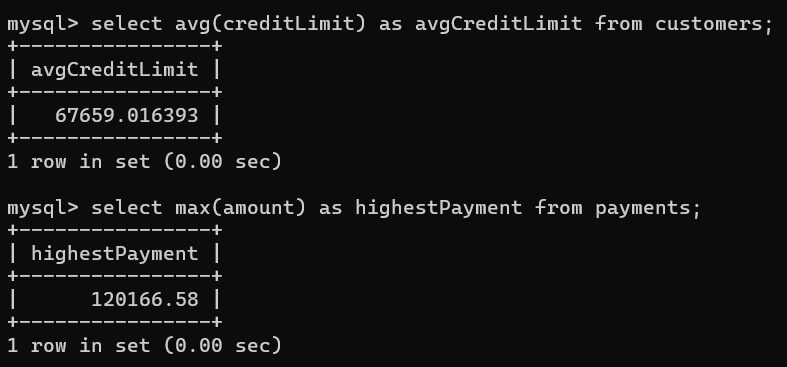 mysql> select avg(creditLimit) as avgCreditLimit from customers;
+----------------+
| avgCreditLimit |
+----------------+
|   67659.016393 |
+----------------+
1 row in set (0.00 sec)

mysql> select max(amount) as highestPayment from payments;
+----------------+
| highestPayment |
+----------------+
|      120166.58 |
+----------------+
1 row in set (0.00 sec)